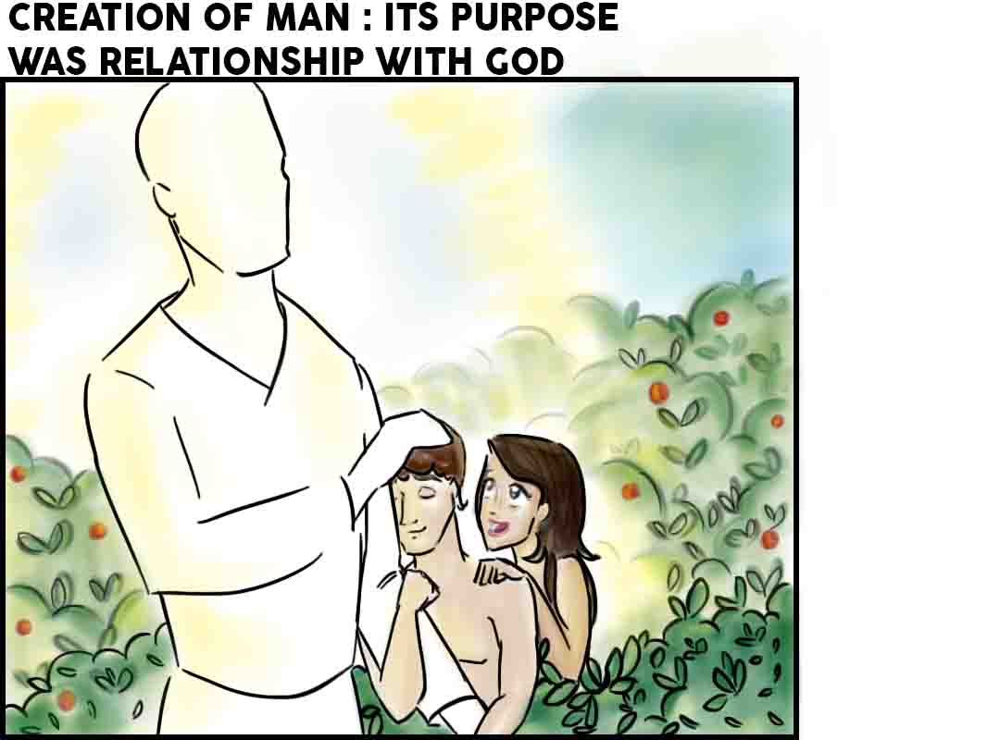 CREATION OF MAN : ITS PURPOSE
WAS RELATIONSHIP WITH GOD